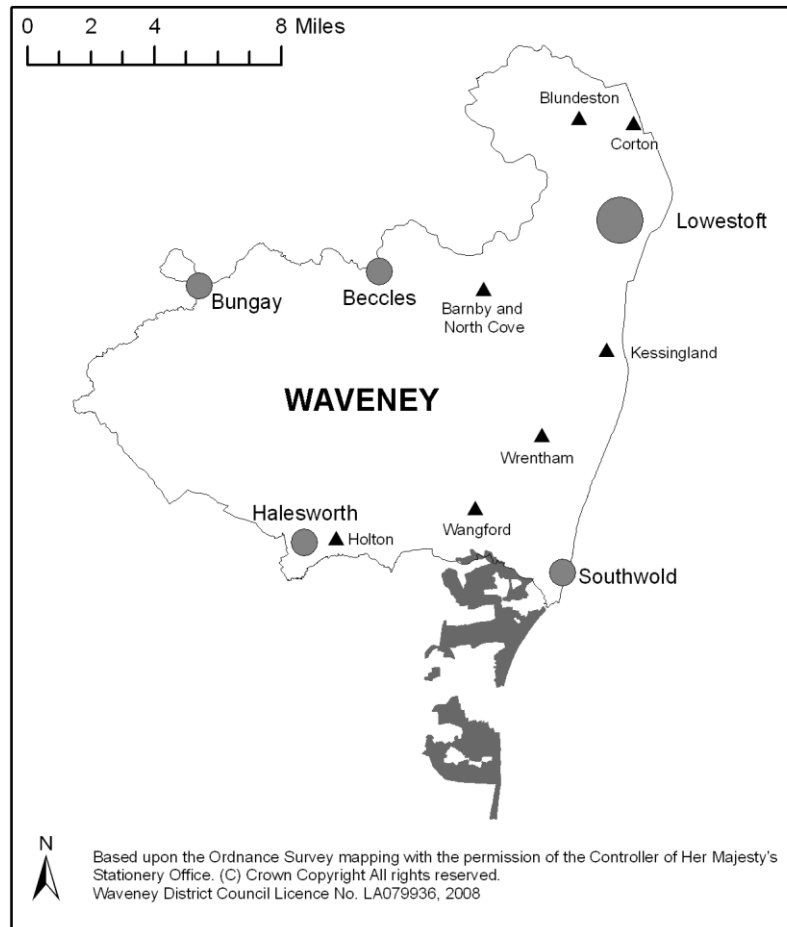 0 2 4 8 Miles
Blundeston
Corton
Lowestoft
Bungay
Beccles
Barnby and
North Cove
Kessingland
WAVENEY
Wrentham
Halesworth
Holton
Wangford
Southwold
N
Based upon the Ordnance Survey mapping with the permission of the Controller of Her Majesty's
Stationery Office. (C) Crown Copyright All rights reserved.
Waveney District Council Licence No. LA079936, 2008